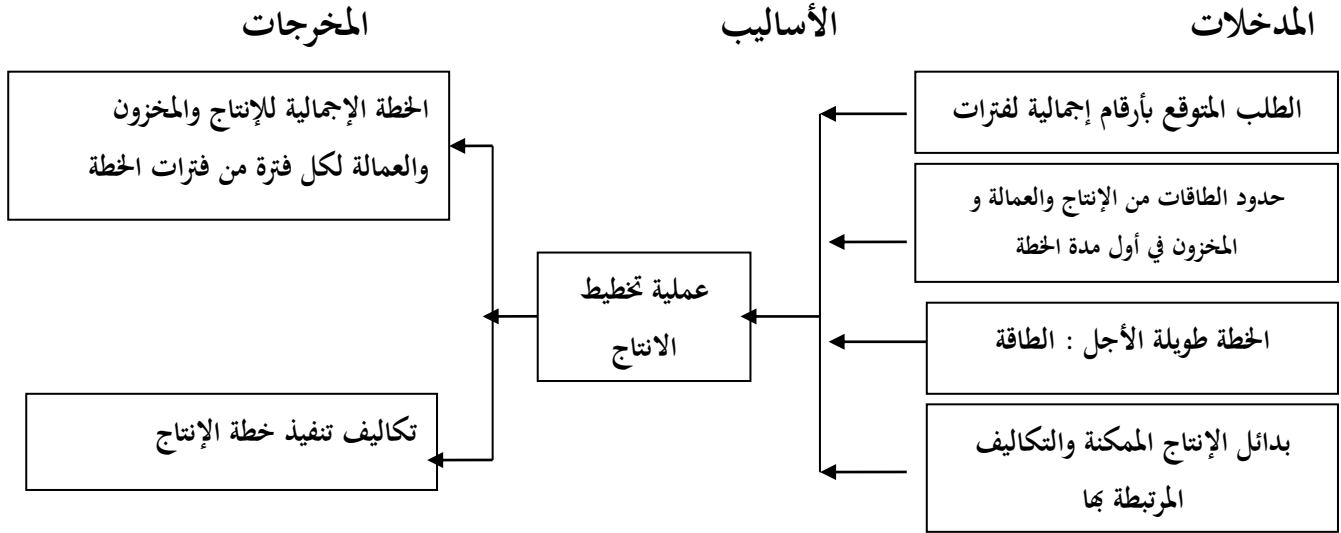 المدخلات
الأساليب
المخرجات
الطلب المتوقع بأرقام إجمالية لفترات
حدود الطاقات من الإنتاج والعمالة و
المخزون في أول مدة الخطة
الخطة طويلة الأجل : الطاقة
بدائل الإنتاج الممكنة والتكاليف
المرتبطة بها
عملية تخطيط
الانتاج
الخطة الإجمالية للإنتاج والمخزون
والعمالة لكل فترة من فترات الخطة
تكاليف تنفيذ خطة الإنتاج